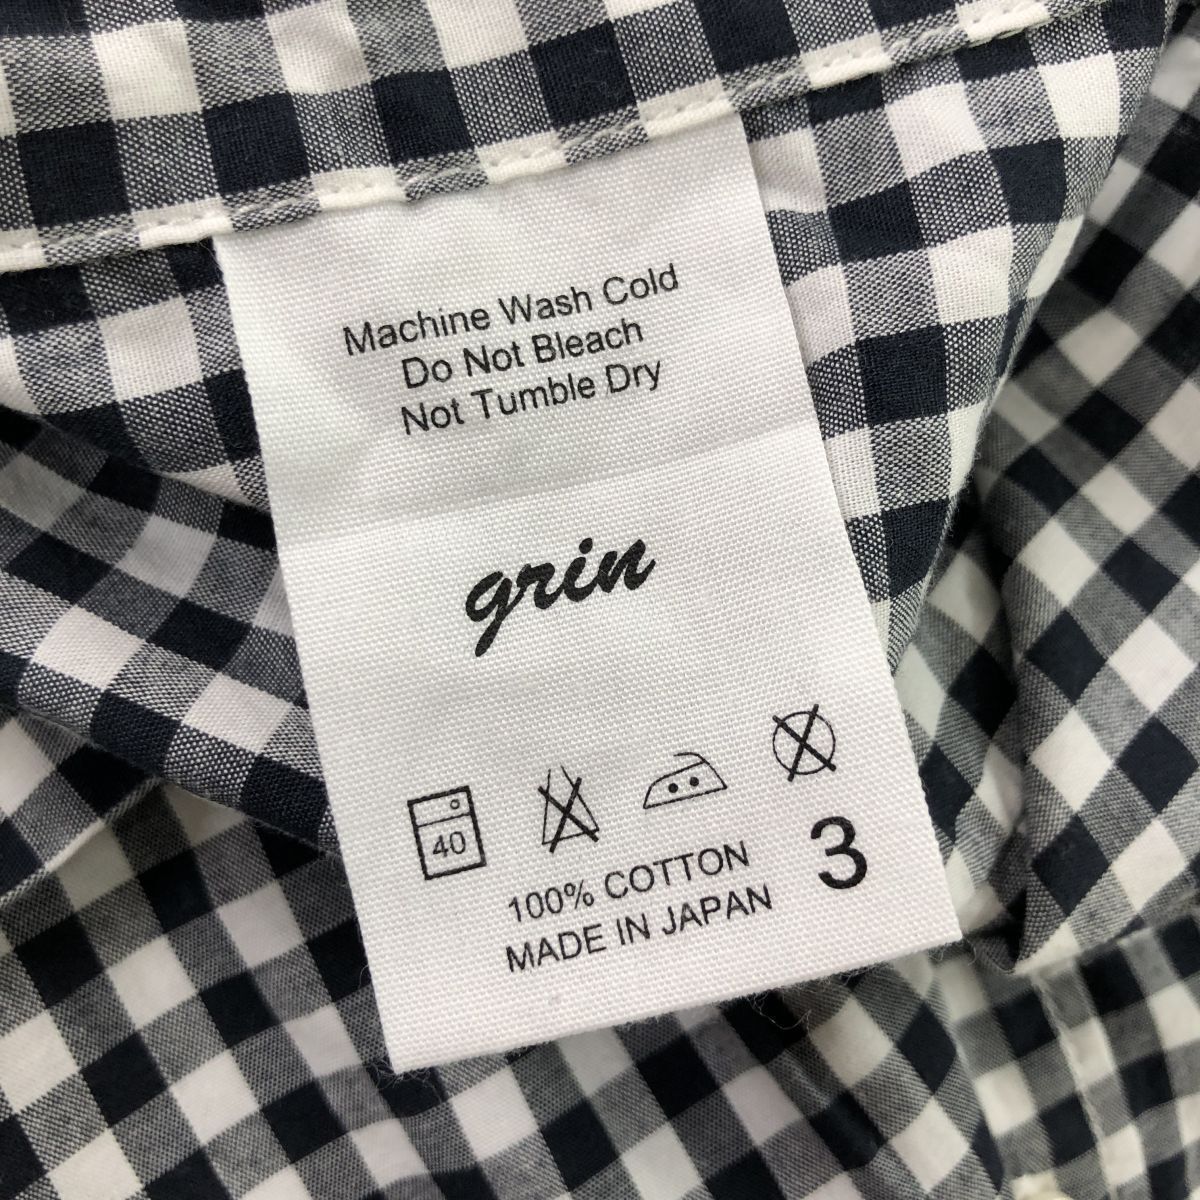 Machine Wash Cold
Do Not Bleach
Not Tumble Dry
grin
40
100% COTTON
MADE IN JAPAN
3